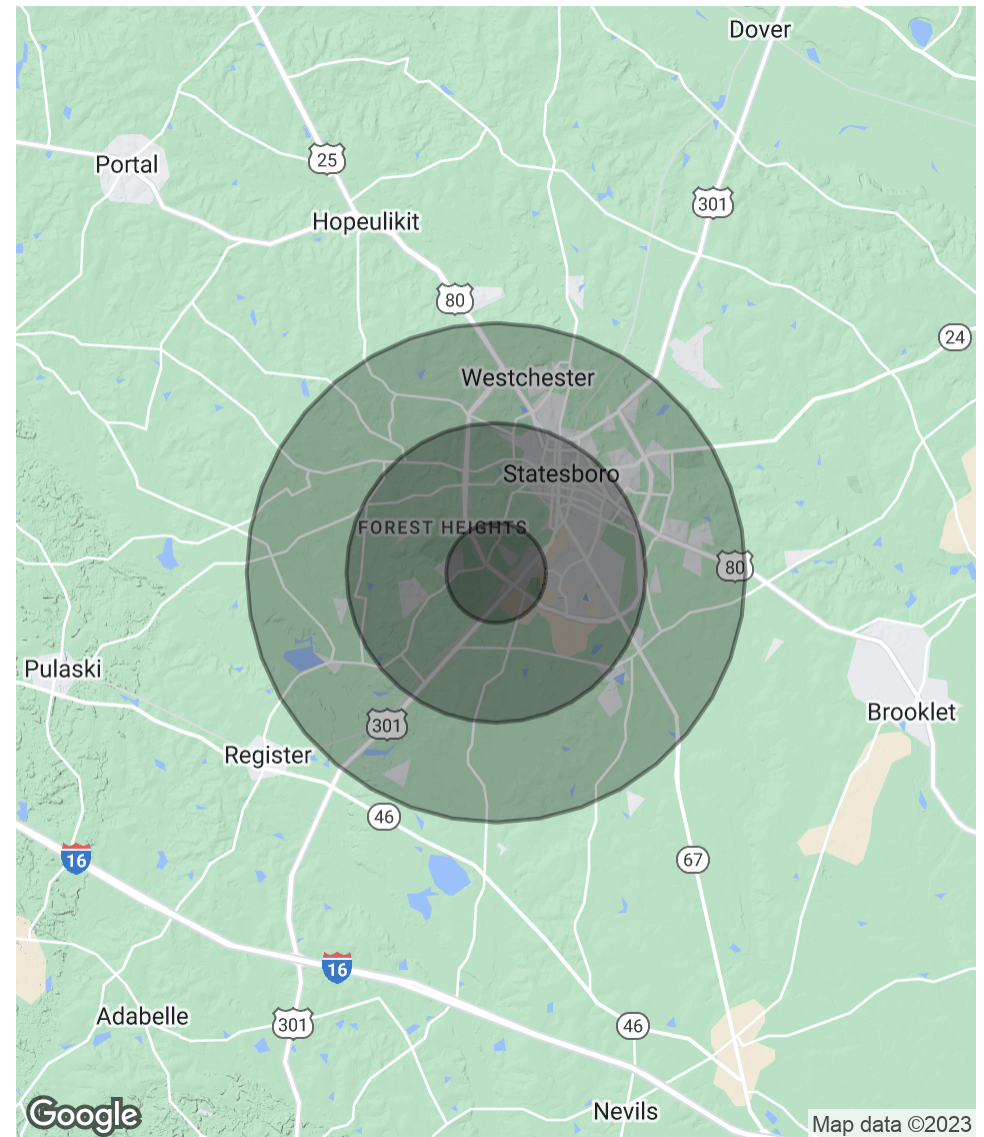 Dover
25
Portal
301
Hopeulikit
80
24
Westchester
Statesboro
FOREST HEIGHTS
80
Pulaski
Brooklet
301
Register
46
16
67
16
Adabelle
301
46
Nevils
Google
Map data ©2023